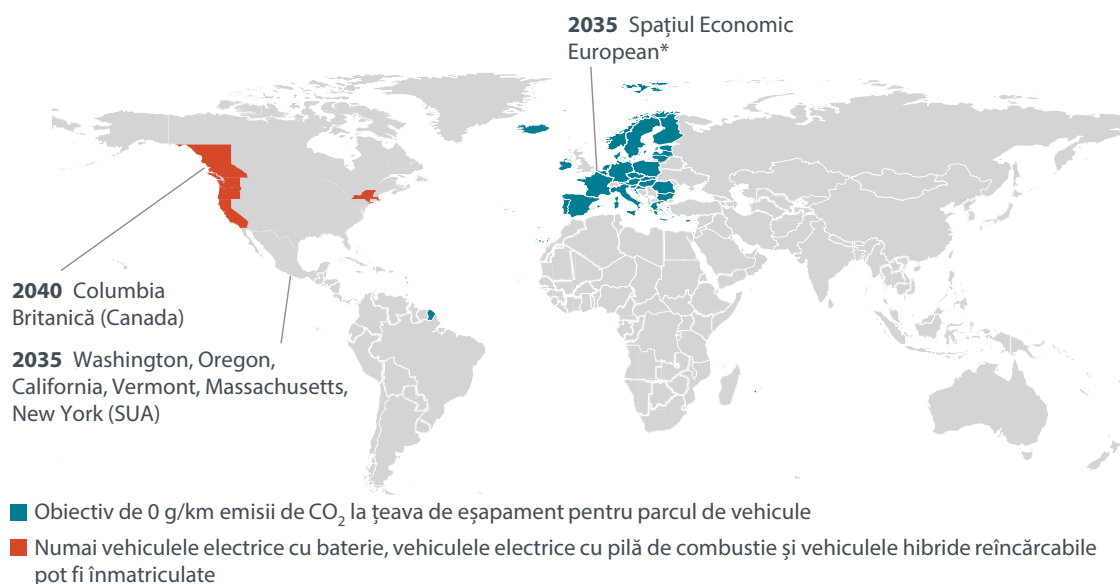 2035 Spațiul Economic
European*
2040 Columbia
Britanică (Canada)
2035 Washington, Oregon,
California, Vermont, Massachusetts,
New York (SUA)
Obiectiv de 0 g/km emisii de CO₂ la țeava de eșapament pentru parcul de vehicule
Numai vehiculele electrice cu baterie, vehiculele electrice cu pilă de combustie și vehiculele hibride reîncărcabile
pot fi înmatriculate